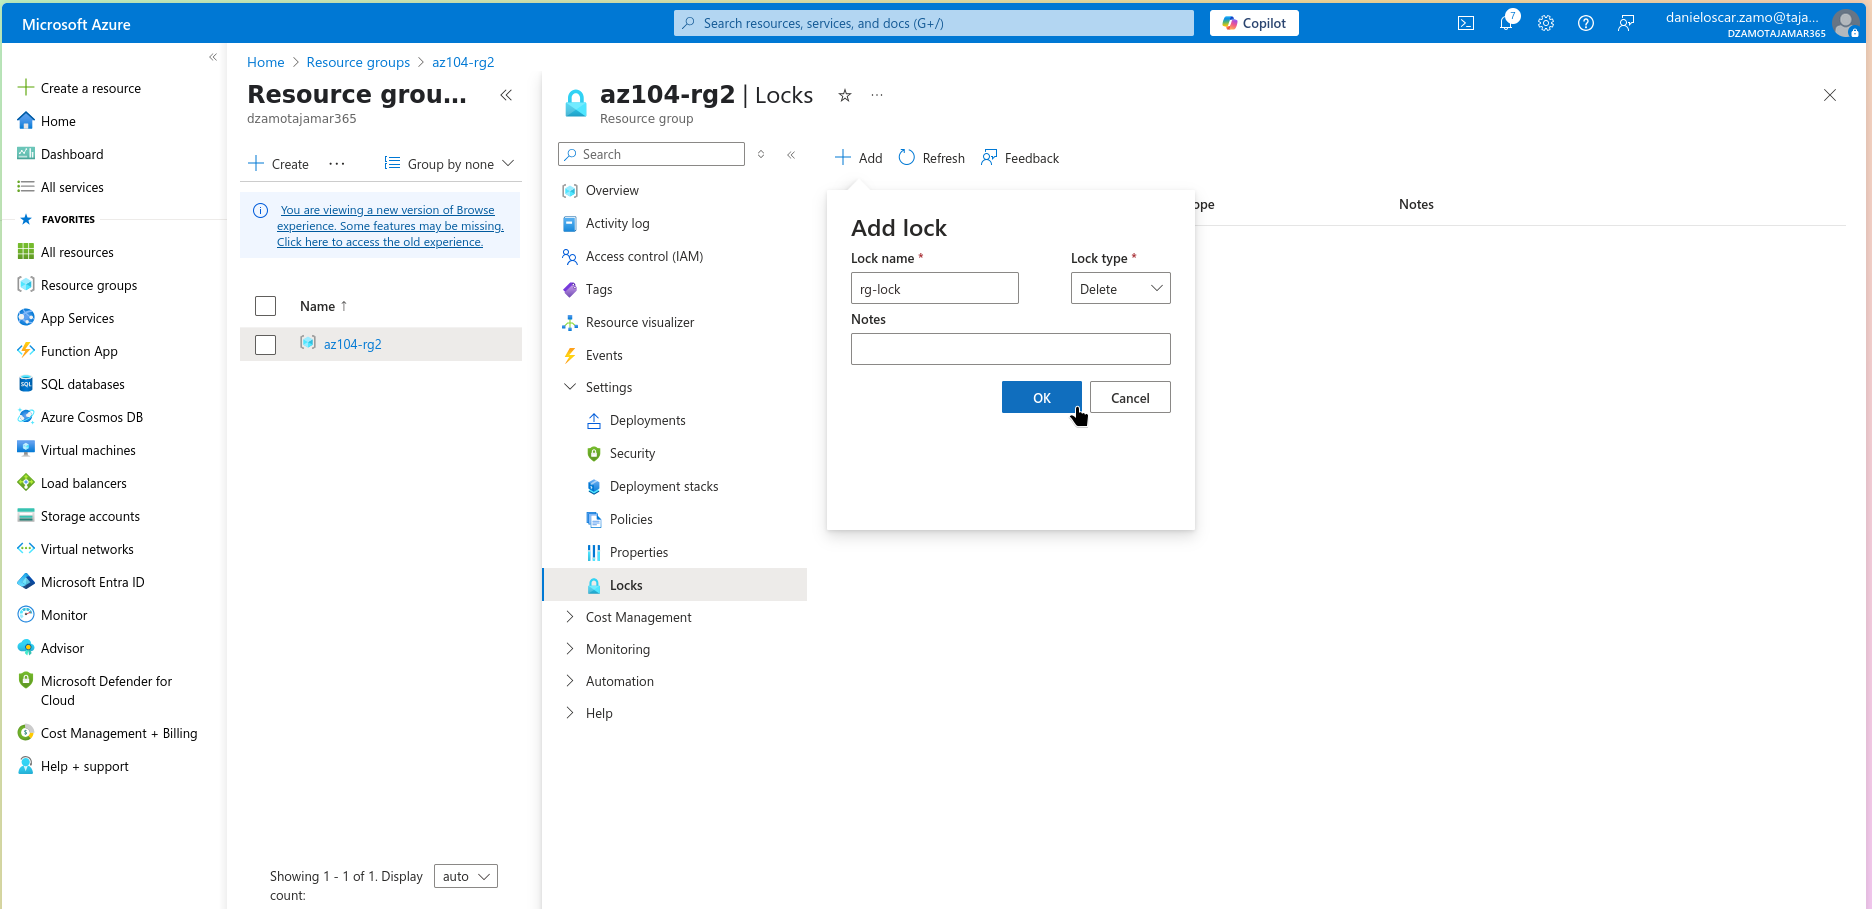 Microsoft Azure
Search resources, services, and docs (G+/)
Copilot
7
danieloscar.zamo@taja...
DZAMOTAJAMAR365
Create a resource
Home
Dashboard
All services
FAVORITES
All resources
Resource groups
App Services
Function App
SQL databases
Azure Cosmos DB
Virtual machines
Load balancers
Storage accounts
Virtual networks
Microsoft Entra ID
Monitor
Advisor
Microsoft Defender for
Cloud
Cost Management + Billing
Help + support
Home > Resource groups > az104-rg2
Resource grou...
dzamotajamar365
Create
Group by none
You are viewing a new version of Browse
experience. Some features may be missing.
Click here to access the old experience.
Name ↑
az104-rg2
Showing 1 - 1 of 1. Display
count:
auto
az104-rg2 | Locks
Resource group
Search
Overview
Activity log
Access control (IAM)
Tags
Resource visualizer
Events
Settings
Deployments
Security
Deployment stacks
Policies
Properties
Locks
Cost Management
Monitoring
Automation
Help
Add
Refresh
Feedback
ope
Notes
Add lock
Lock name *
Lock type *
rg-lock
Delete
Notes
OK
Cancel